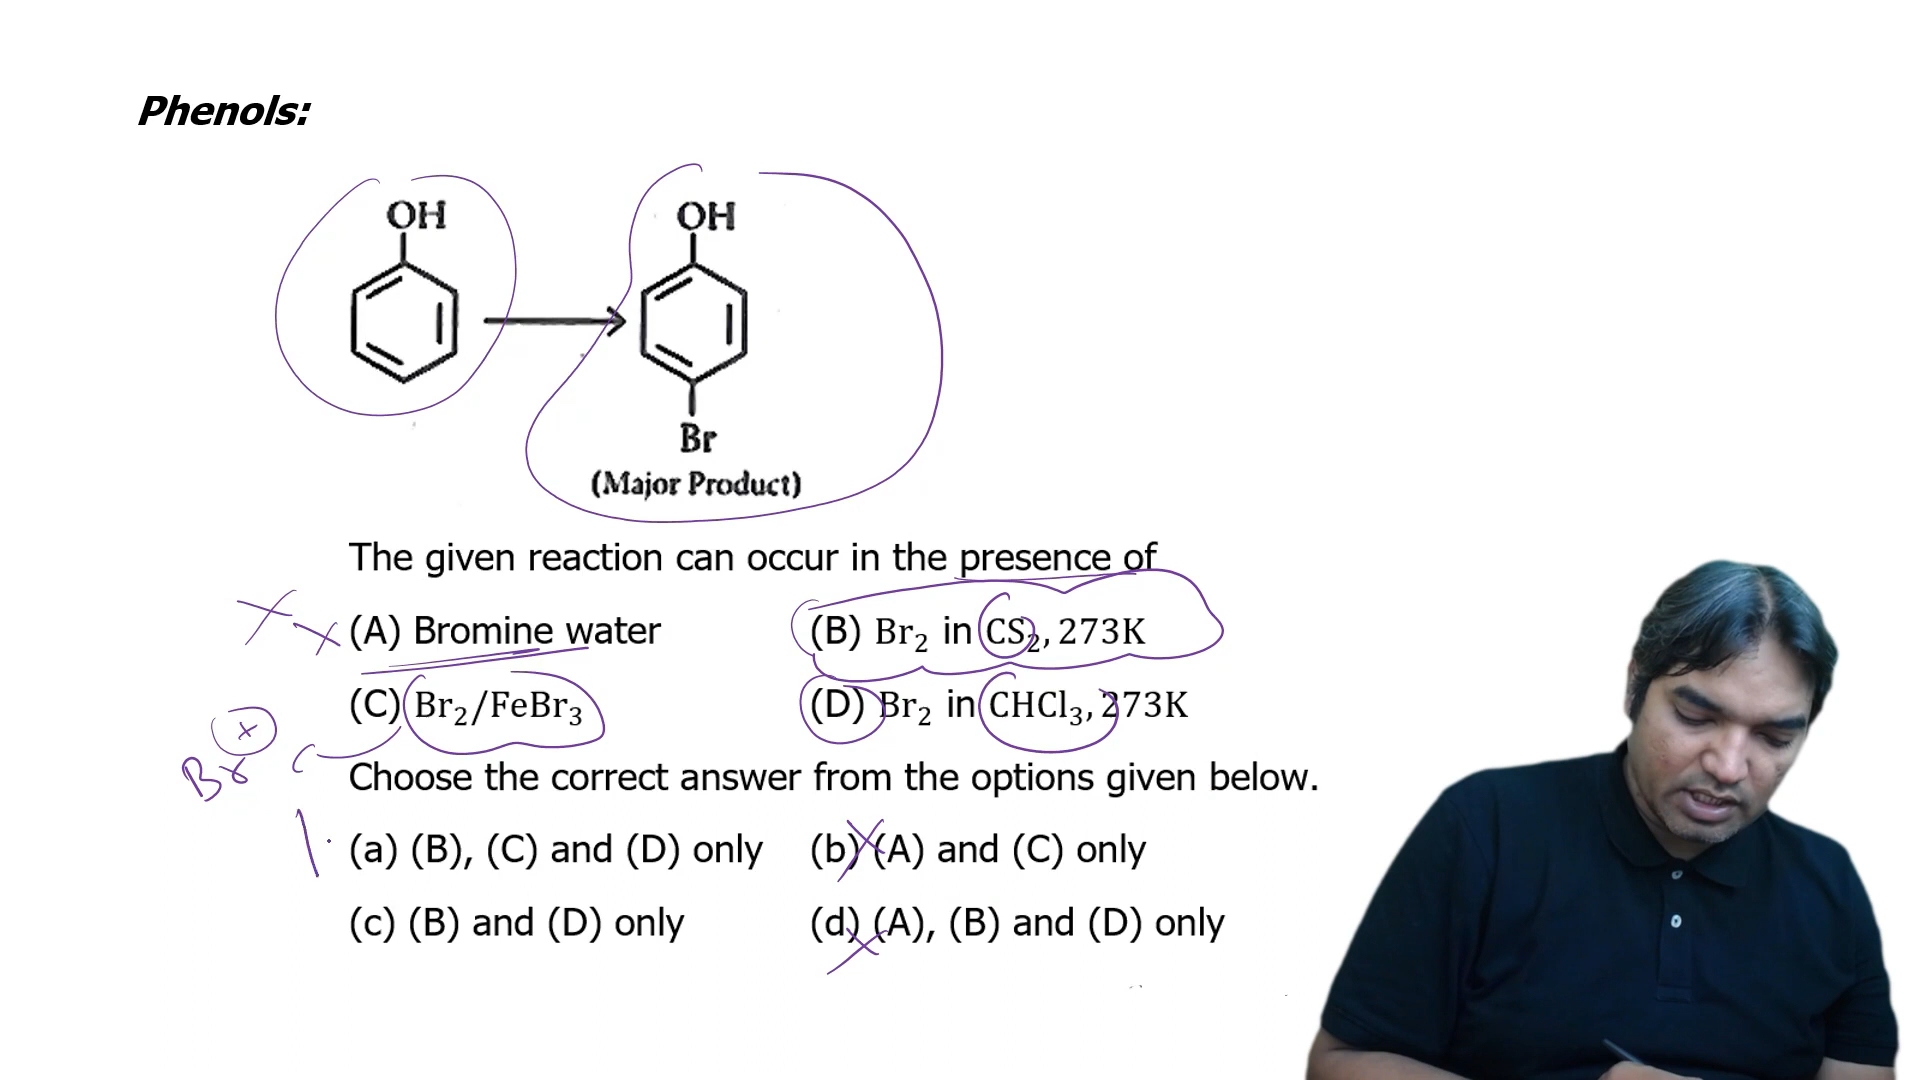 Phenols:
OH OH
Br
(Major Product)
The given reaction can occur in the presence of
(A) Bromine water (B) Br₂ in CS₂, 273K
(C) Br₂/FeBr₃ (D) Br₂ in CHCl₃, 273K
Br +
Choose the correct answer from the options given below.
(a) (B), (C) and (D) only (b) (A) and (C) only
(c) (B) and (D) only (d) (A), (B) and (D) only